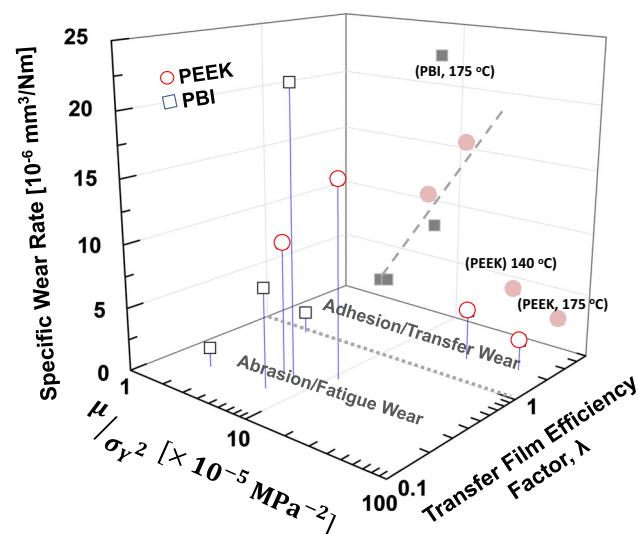 25
20
15
10
5
0
Specific Wear Rate [10⁻⁶ mm³/Nm]
PEEK
PBI
(PBI, 175 ºC)
(PEEK) 140 ºC)
(PEEK, 175 ºC)
Adhesion/Transfer Wear
Abrasion/Fatigue Wear
1
10
100
μ/σ_Y² [× 10⁻⁵ MPa⁻²]
0.1
1
Transfer Film Efficiency
Factor, λ